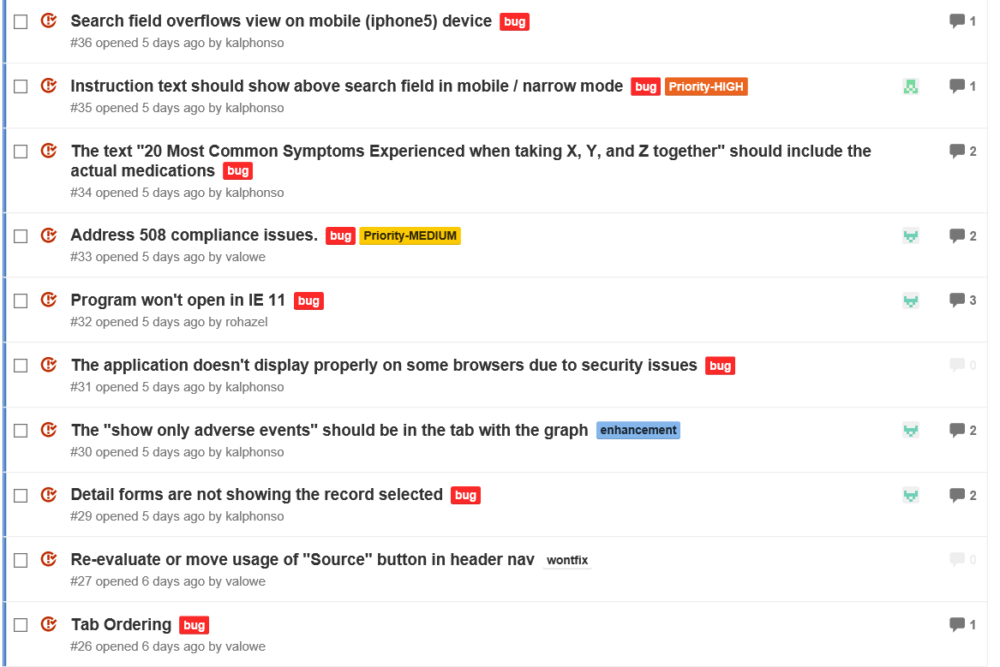 Search field overflows view on mobile (iphone5) device bug 1
#36 opened 5 days ago by kalphonso
Instruction text should show above search field in mobile / narrow mode bug Priority-HIGH 1
#35 opened 5 days ago by kalphonso
The text "20 Most Common Symptoms Experienced when taking X, Y, and Z together" should include the 2
actual medications bug
#34 opened 5 days ago by kalphonso
Address 508 compliance issues. bug Priority-MEDIUM 2
#33 opened 5 days ago by valowe
Program won't open in IE 11 bug 3
#32 opened 5 days ago by rohazel
The application doesn't display properly on some browsers due to security issues bug 0
#31 opened 5 days ago by kalphonso
The "show only adverse events" should be in the tab with the graph enhancement 2
#30 opened 5 days ago by kalphonso
Detail forms are not showing the record selected bug 2
#29 opened 5 days ago by kalphonso
Re-evaluate or move usage of "Source" button in header nav wontfix 0
#27 opened 6 days ago by valowe
Tab Ordering bug 1
#26 opened 6 days ago by valowe